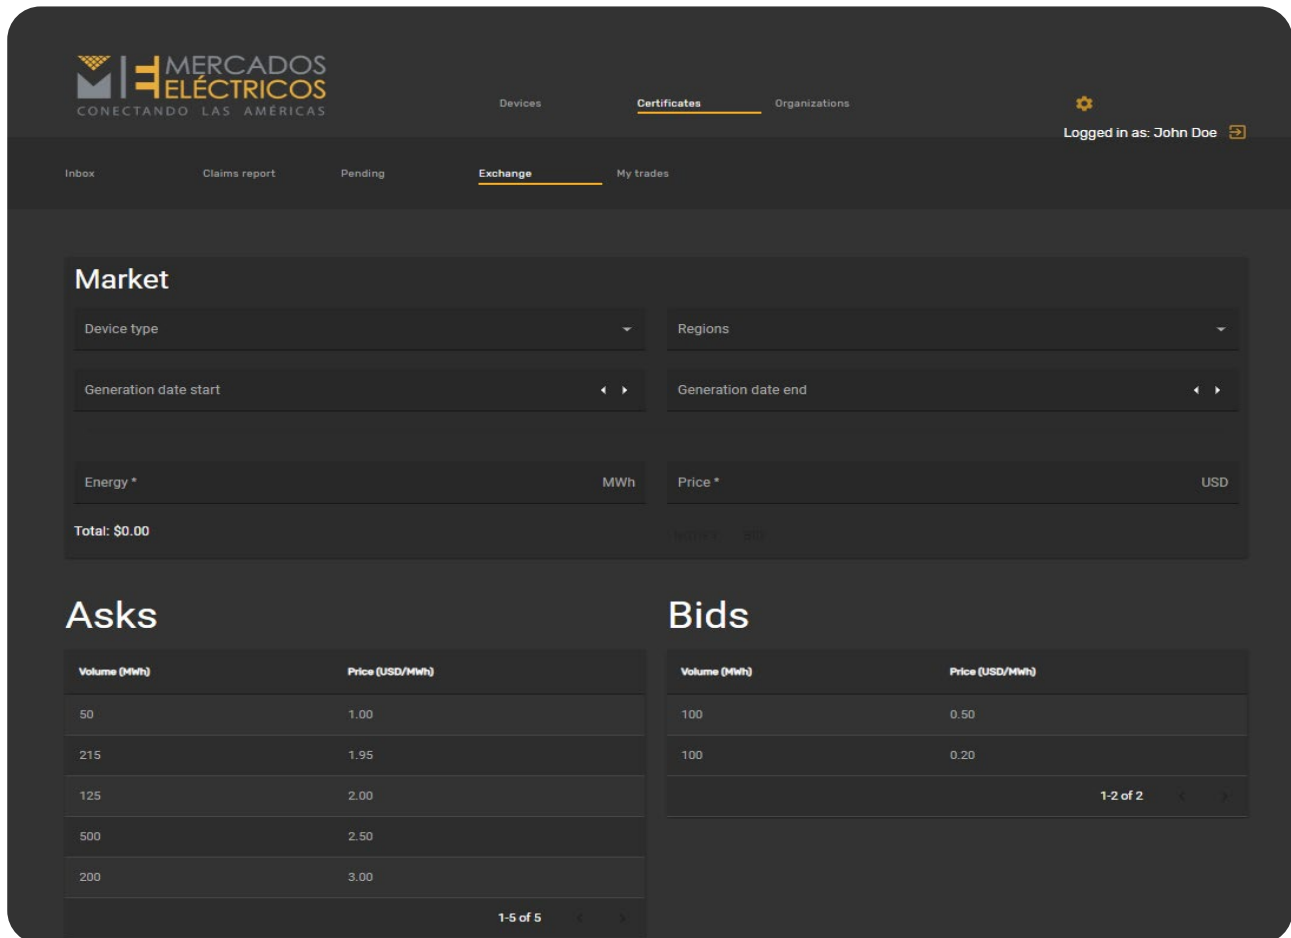 MERCADOS
ELÉCTRICOS
CONECTANDO LAS AMÉRICAS
Devices Certificates Organizations
Logged in as: John Doe
Inbox Claims report Pending Exchange My trades
Market
Device type Regions
Generation date start Generation date end
Energy * MWh Price * USD
Total: $0.00
Asks Bids
Volume (MWh) Price (USD/MWh) Volume (MWh) Price (USD/MWh)
50 1.00 100 0.50
215 1.95 100 0.20
125 2.00 1-2 of 2
500 2.50
200 3.00
1-5 of 5